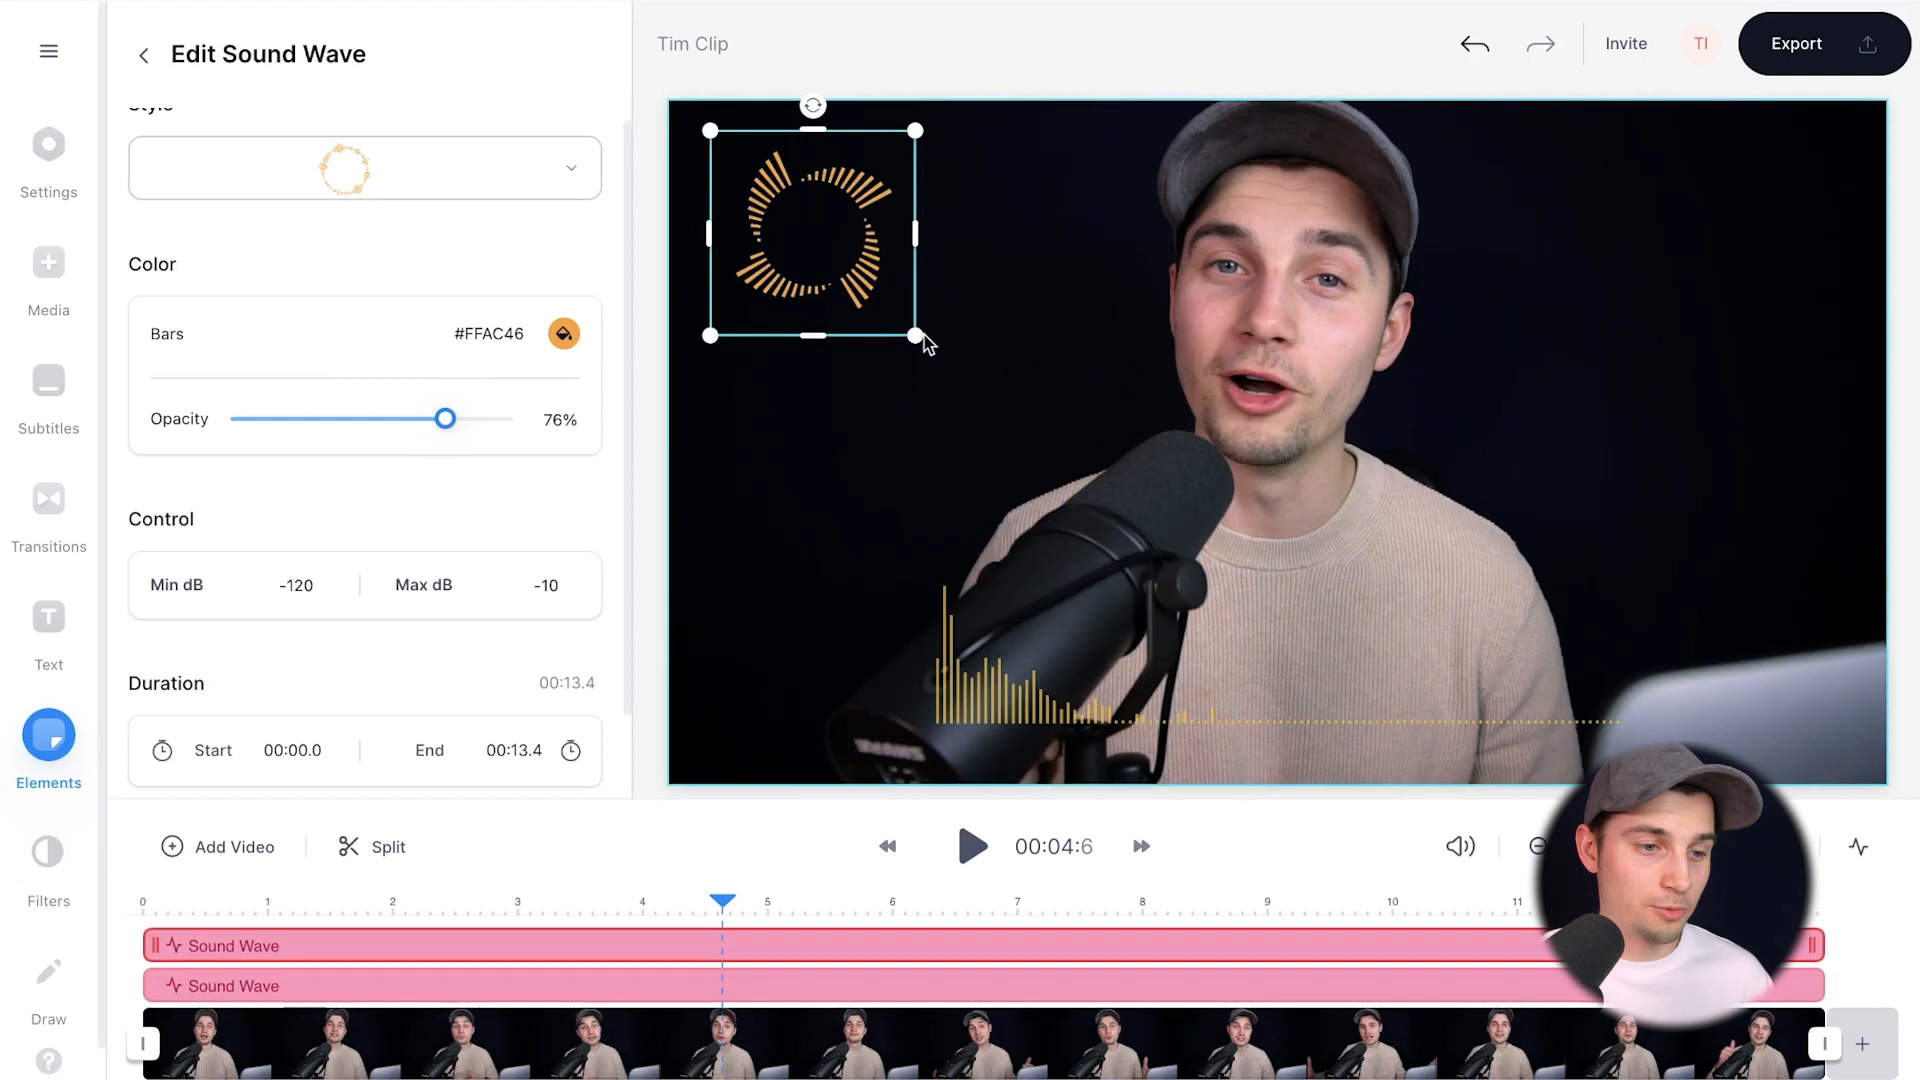 Edit Sound Wave
Tim Clip
Invite
TI
Export
Settings
Media
Subtitles
Transitions
Text
Elements
Filters
Draw
Style
Color
Bars
#FFAC46
Opacity
76%
Control
Min dB
-120
Max dB
-10
Duration
00:13.4
Start
00:00.0
End
00:13.4
Add Video
Split
00:04:6
0 1 2 3 4 5 6 7 8 9 10 11
Sound Wave
Sound Wave